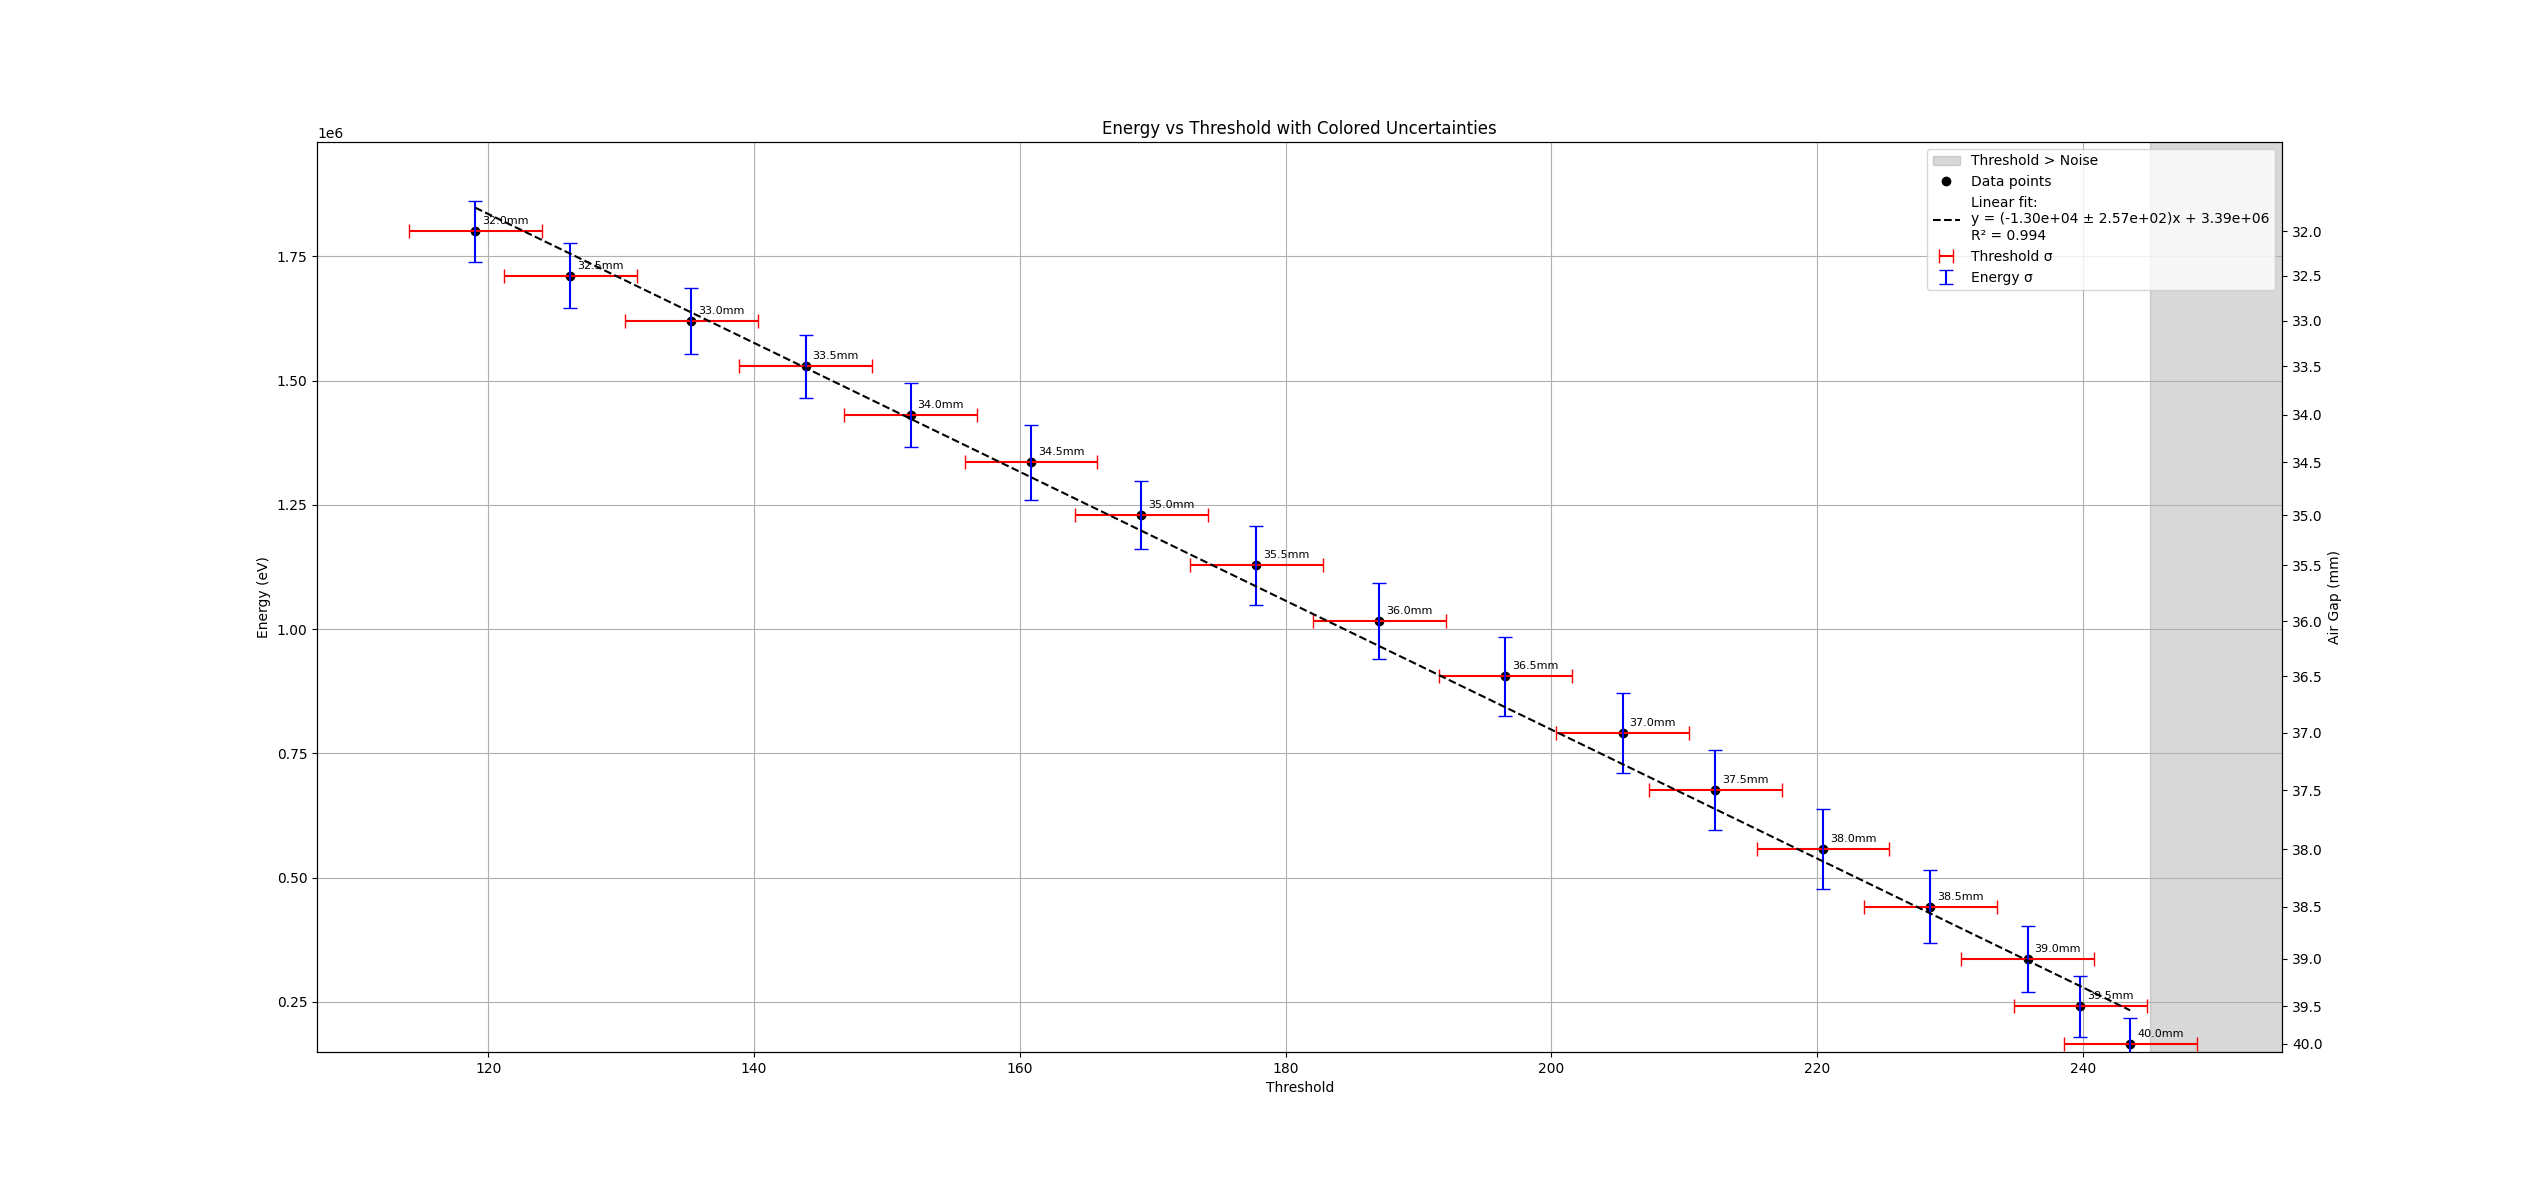 Energy vs Threshold with Colored Uncertainties
1e6
Threshold > Noise
Data points
Linear fit:
y = (-1.30e+04 ± 2.57e+02)x + 3.39e+06
R² = 0.994
Threshold σ
Energy σ
1.75
1.50
1.25
1.00
0.75
0.50
0.25
Energy (eV)
32.0mm
32.5mm
33.0mm
33.5mm
34.0mm
34.5mm
35.0mm
35.5mm
36.0mm
36.5mm
37.0mm
37.5mm
38.0mm
38.5mm
39.0mm
39.5mm
40.0mm
32.0
32.5
33.0
33.5
34.0
34.5
35.0
35.5
36.0
36.5
37.0
37.5
38.0
38.5
39.0
39.5
40.0
Air Gap (mm)
120 140 160 180 200 220 240
Threshold